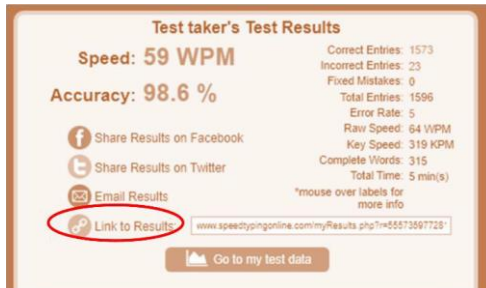 Test taker's Test Results
Speed: 59 WPM
Accuracy: 98.6 %
Share Results on Facebook
Share Results on Twitter
Email Results
Link to Results: www.speedtypingonline.com/myResults.php?r=55573597728
Correct Entries: 1573
Incorrect Entries: 23
Fixed Mistakes: 0
Total Entries: 1596
Error Rate: 5
Raw Speed: 64 WPM
Key Speed: 319 KPM
Complete Words: 315
Total Time: 5 min(s)
*mouse over labels for
more info
Go to my test data